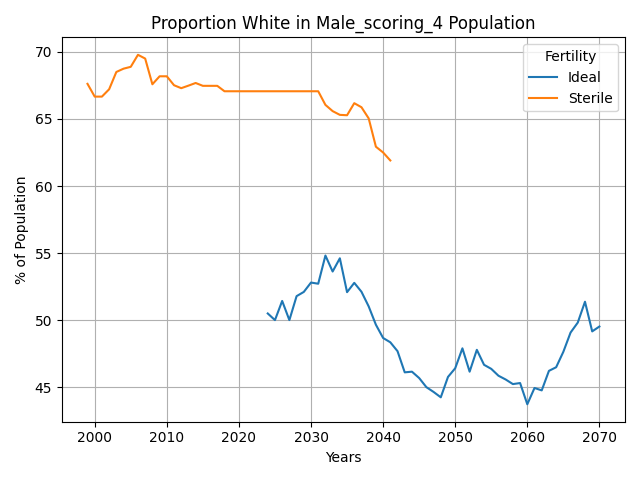 Proportion White in Male_scoring_4 Population
Fertility
Ideal
Sterile
% of Population
70
65
60
55
50
45
2000 2010 2020 2030 2040 2050 2060 2070
Years